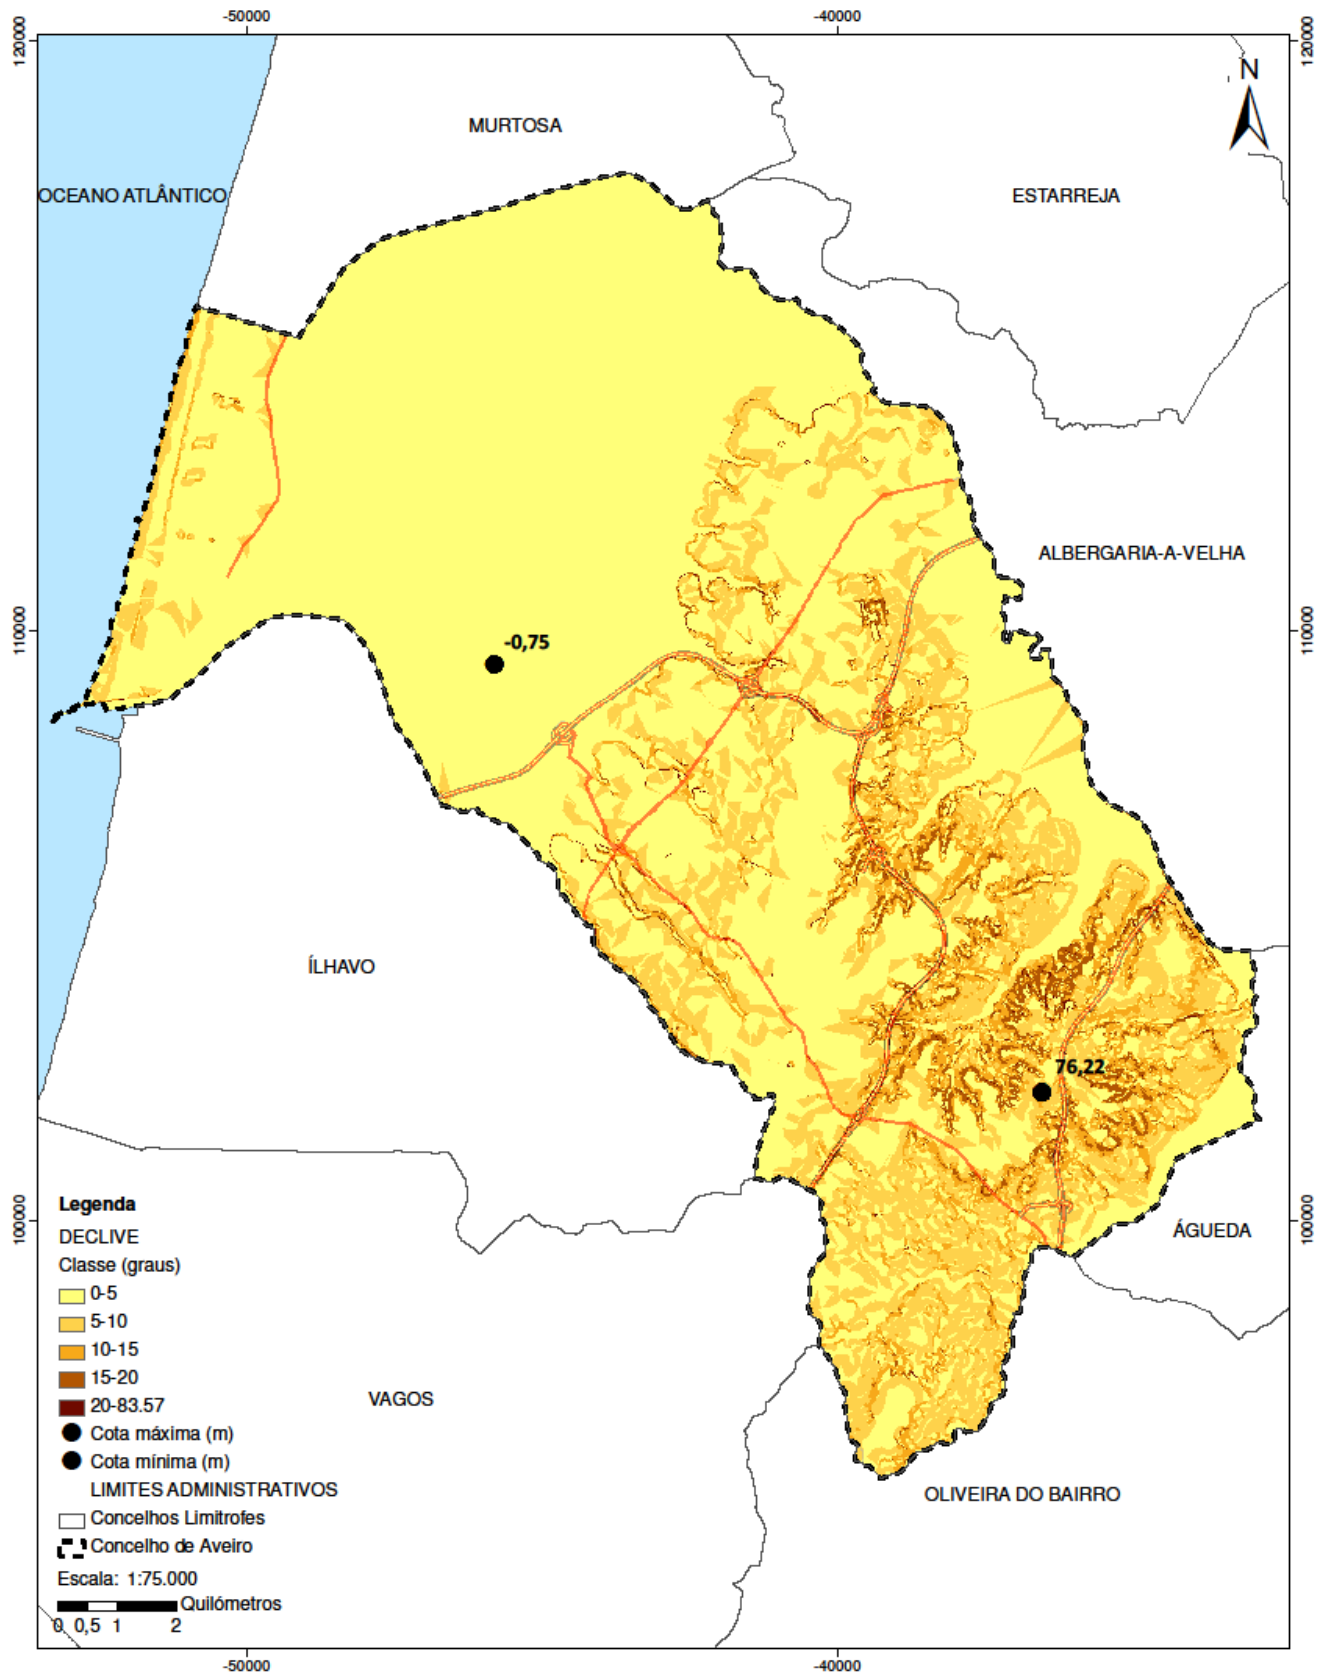 -50000
-40000
120000
120000
N
MURTOSA
OCEANO ATLÂNTICO
ESTARREJA
ALBERGARIA-A-VELHA
110000
110000
-0,75
ÍLHAVO
76,22
100000
100000
ÁGUEDA
VAGOS
OLIVEIRA DO BAIRRO
Legenda
DECLIVE
Classe (graus)
0-5
5-10
10-15
15-20
20-83.57
Cota máxima (m)
Cota mínima (m)
LIMITES ADMINISTRATIVOS
Concelhos Limitrofes
Concelho de Aveiro
Escala: 1:75.000
Quilómetros
0 0,5 1 2
-50000
-40000